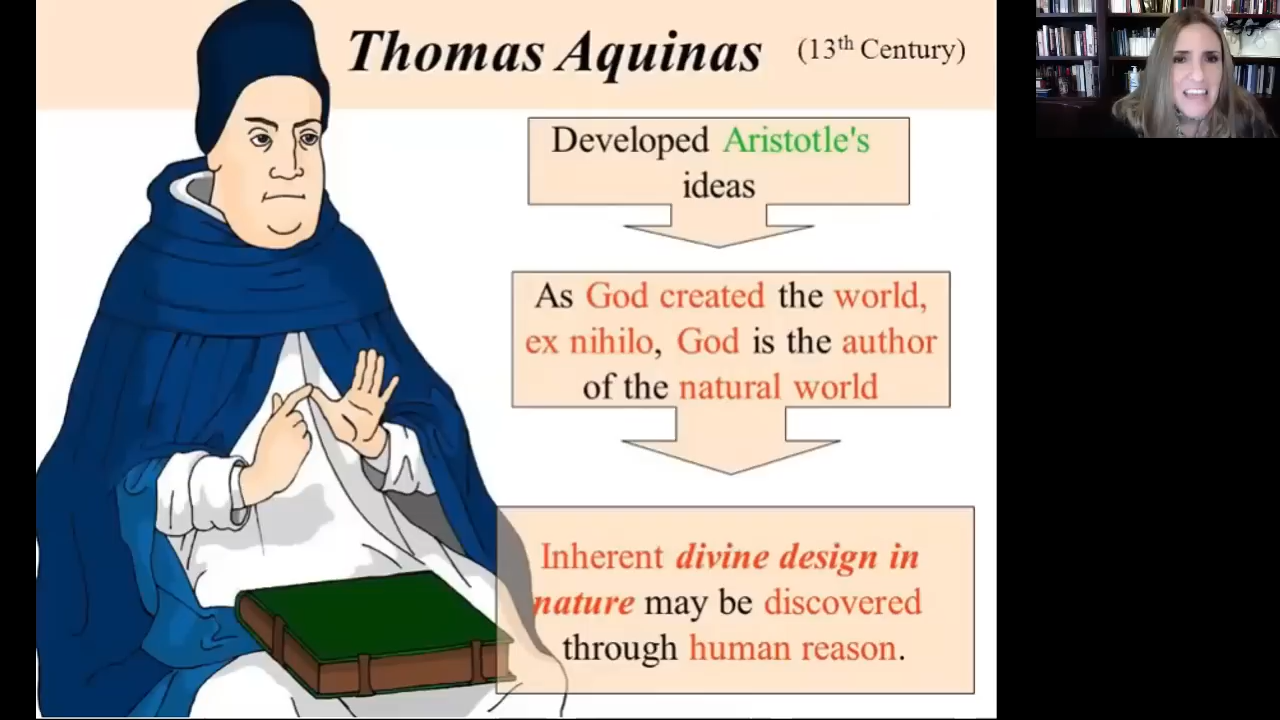 Thomas Aquinas (13th Century)
Developed Aristotle's
ideas
As God created the world,
ex nihilo, God is the author
of the natural world
Inherent divine design in
nature may be discovered
through human reason.